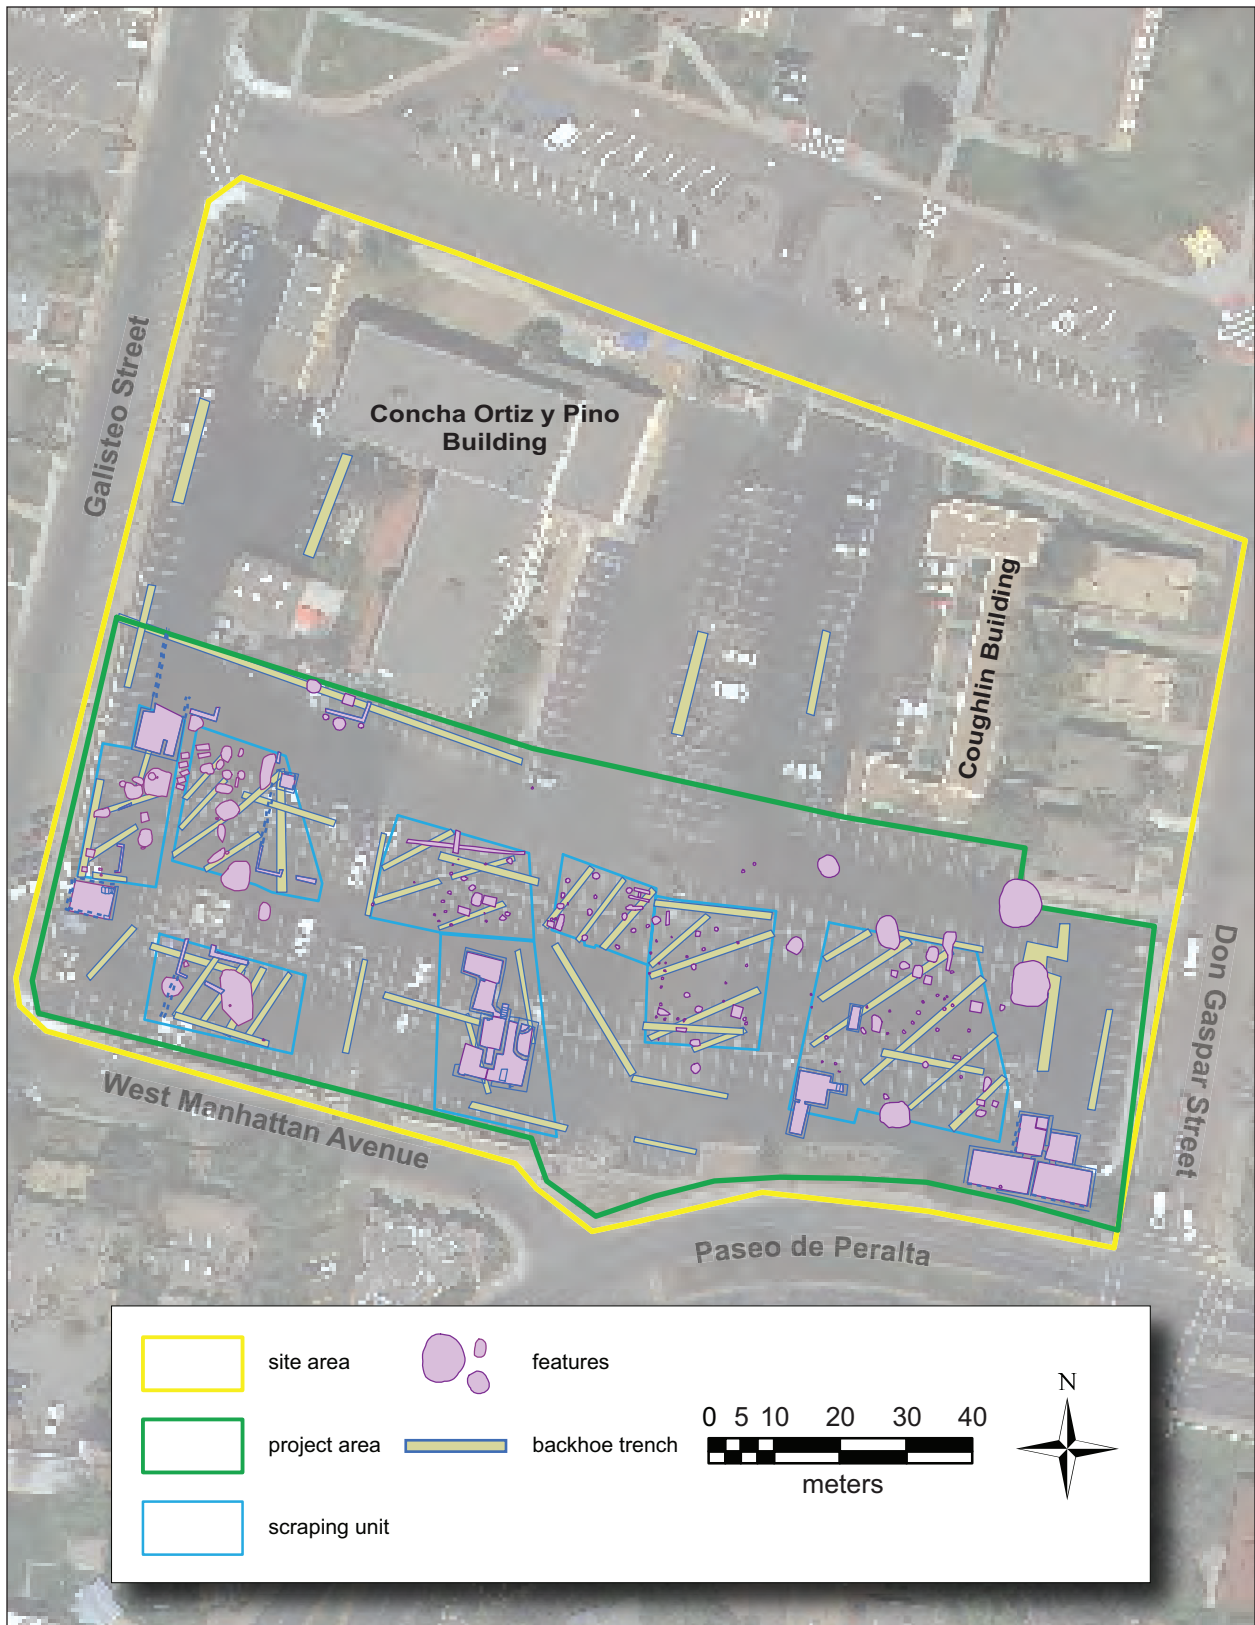 Galisteo Street
Concha Ortiz y Pino
Building
Coughlin Building
Don Gaspar Street
West Manhattan Avenue
Paseo de Peralta
site area
features
project area
backhoe trench
scraping unit
0 5 10 20 30 40
meters
N